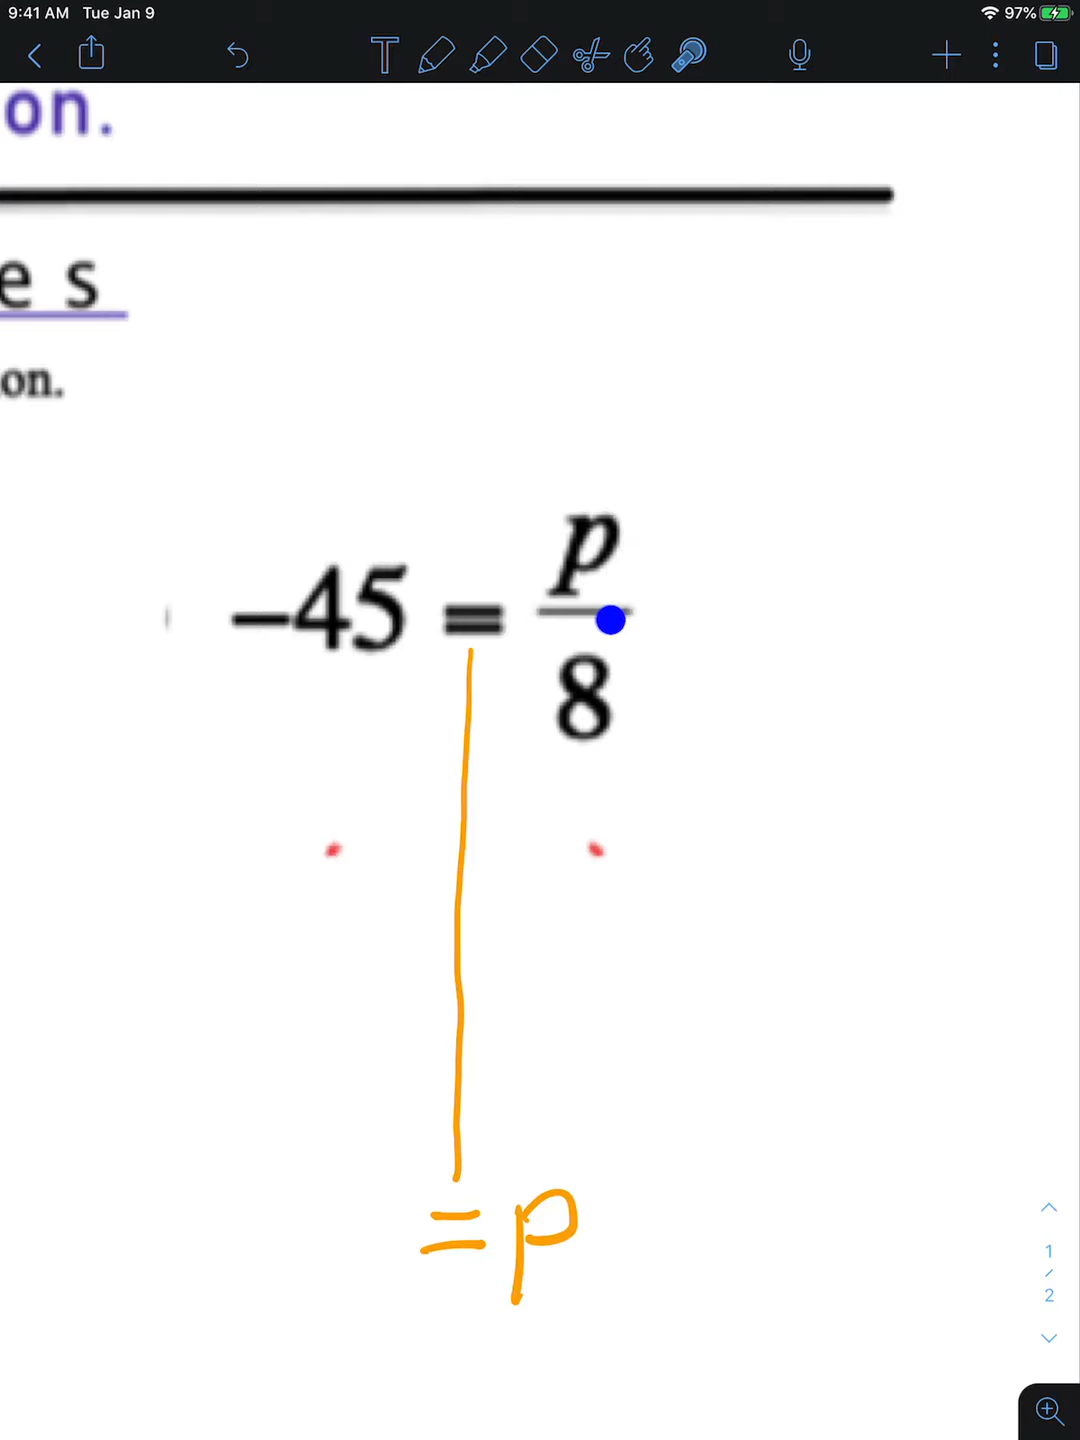 9:41 AM Tue Jan 9 97%
T
on.
e s
on.
-45 = p/8
= p
1
/
2